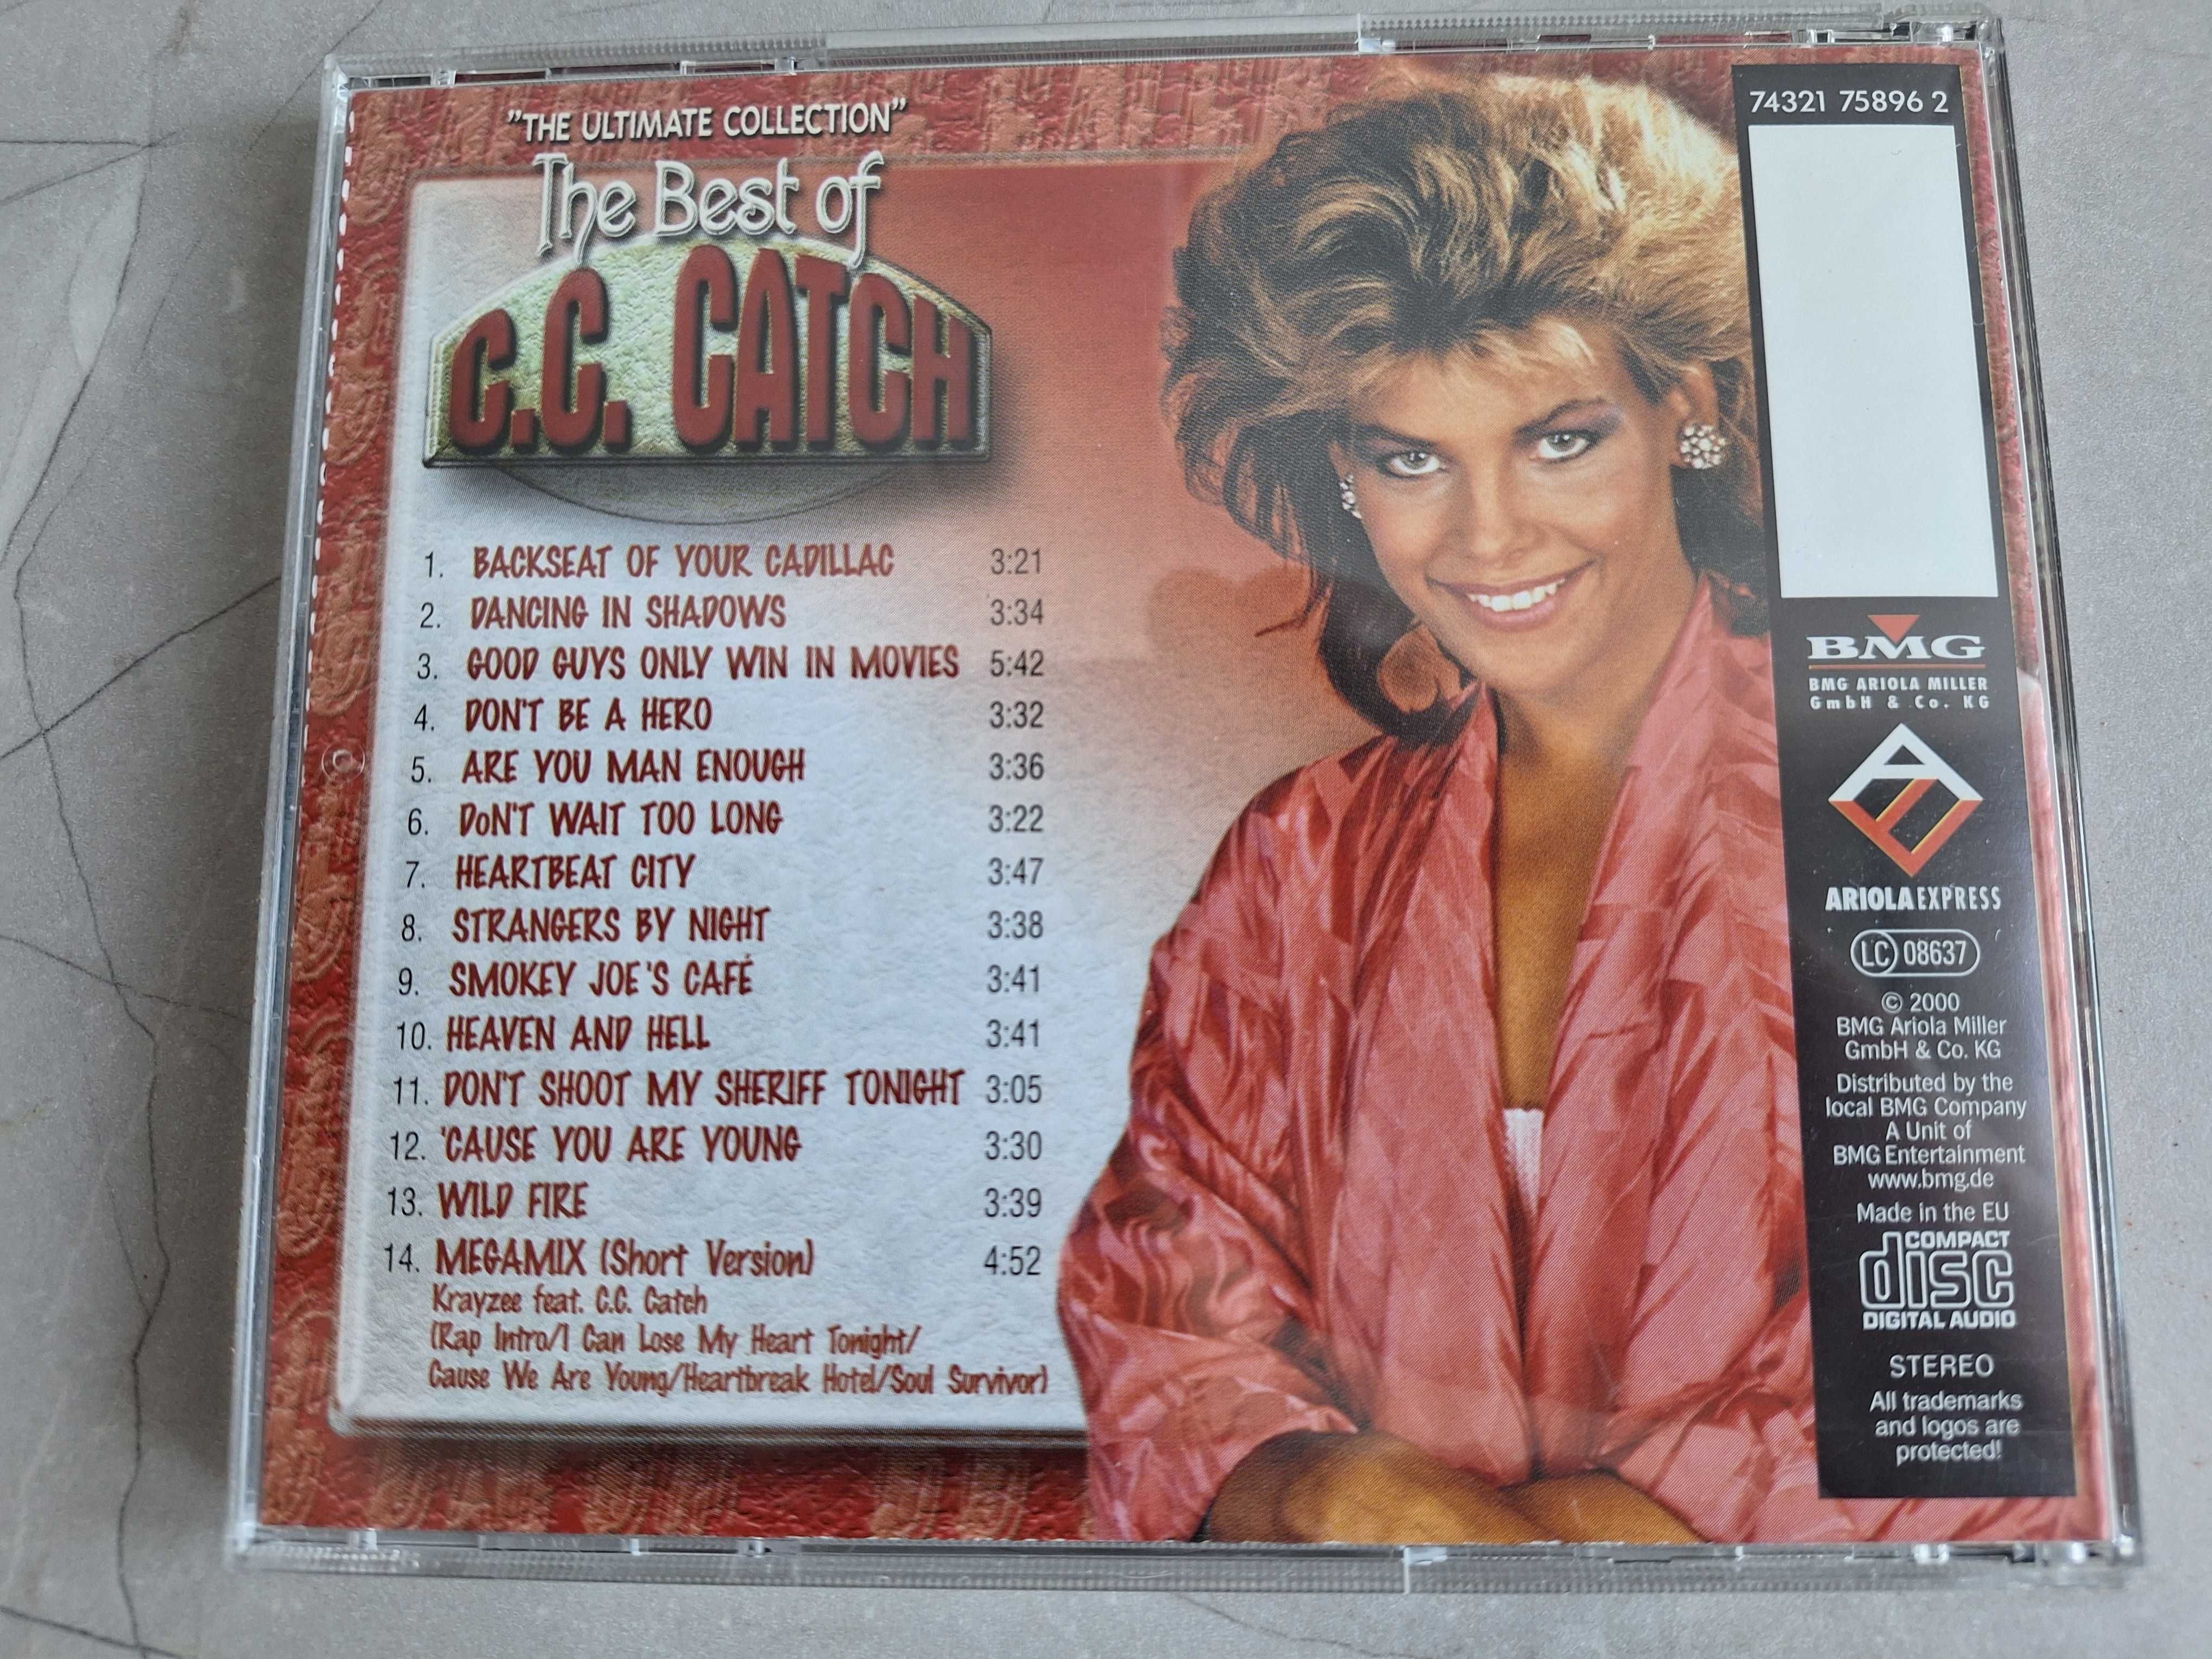 "THE ULTIMATE COLLECTION"
The Best of
C.C. CATCH
1. BACKSEAT OF YOUR CADILLAC 3:21
2. DANCING IN SHADOWS 3:34
3. GOOD GUYS ONLY WIN IN MOVIES 5:42
4. DON'T BE A HERO 3:32
5. ARE YOU MAN ENOUGH 3:36
6. DoN'T WAIT TOO LONG 3:22
7. HEARTBEAT CITY 3:47
8. STRANGERS BY NIGHT 3:38
9. SMOKEY JOE'S CAFÉ 3:41
10. HEAVEN AND HELL 3:41
11. DON'T SHOOT MY SHERIFF TONIGHT 3:05
12. 'CAUSE YOU ARE YOUNG 3:30
13. WILD FIRE 3:39
14. MEGAMIX (Short Version) 4:52
Krayzee feat. C.C. Catch
(Rap Intro/I Can Lose My Heart Tonight/
Cause We Are Young/Heartbreak Hotel/Soul Survivor)
74321 75896 2
BMG
BMG ARIOLA MILLER
GmbH & Co. KG
AE
ARIOLA EXPRESS
LC 08637
© 2000
BMG Ariola Miller
GmbH & Co. KG
Distributed by the
local BMG Company
A Unit of
BMG Entertainment
www.bmg.de
Made in the EU
COMPACT
disc
DIGITAL AUDIO
STEREO
All trademarks
and logos are
protected!